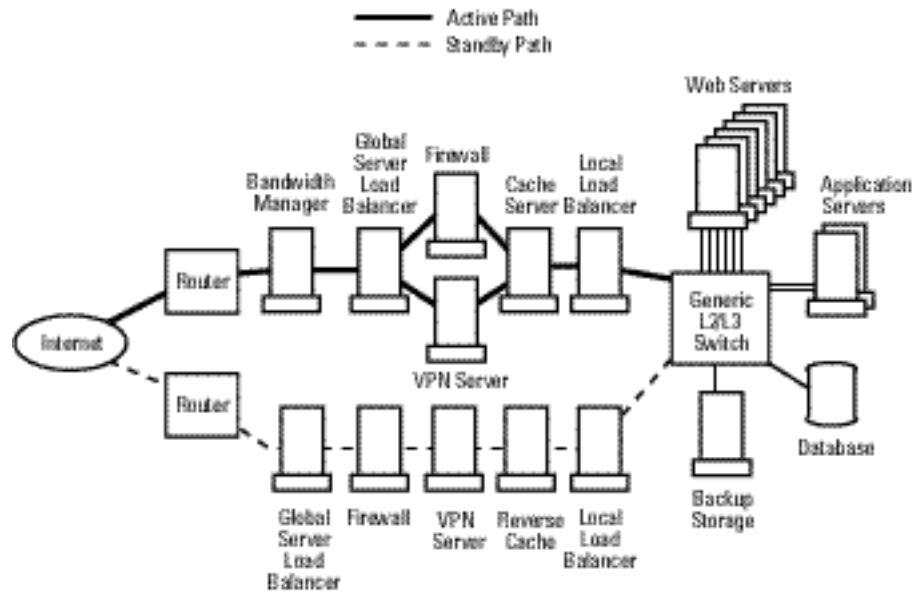 Active Path
Standby Path
Web Servers
Global
Server
Load
Balancer
Firewall
Bandwidth
Manager
Cache
Server
Local
Load
Balancer
Application
Servers
Router
Generic
L2/L3
Switch
Internet
VPN Server
Router
Database
Backup
Storage
Global
Server
Load
Balancer
Firewall
VPN
Server
Reverse
Cache
Local
Load
Balancer